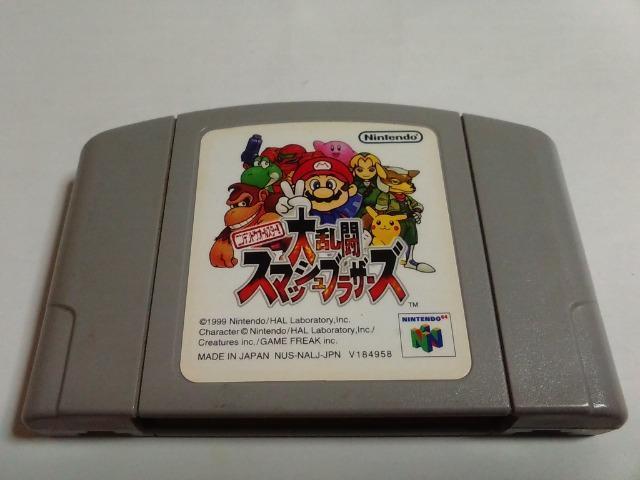 Nintendo
ニンテンドウオールスター!
大乱闘
スマッシュブラザーズ
TM
©1999 Nintendo/HAL Laboratory,Inc.
Character © Nintendo/HAL Laboratory,Inc./
Creatures inc./GAME FREAK inc.
MADE IN JAPAN NUS-NALJ-JPN V184958
NINTENDO 64